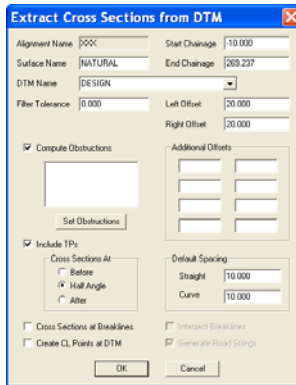 Extract Cross Sections from DTM
Alignment Name XXX Start Chainage -10.000
Surface Name NATURAL End Chainage 269.237
DTM Name DESIGN
Filter Tolerance 0.000 Left Offset 20.000
Right Offset 20.000
Compute Obstructions
Set Obstructions
Additional Offsets
Include TPs
Cross Sections At
Before
Half Angle
After
Default Spacing
Straight 10.000
Curve 10.000
Cross Sections at Breaklines
Intersect Breaklines
Create CL Points at DTM
Generate Road Strings
OK Cancel